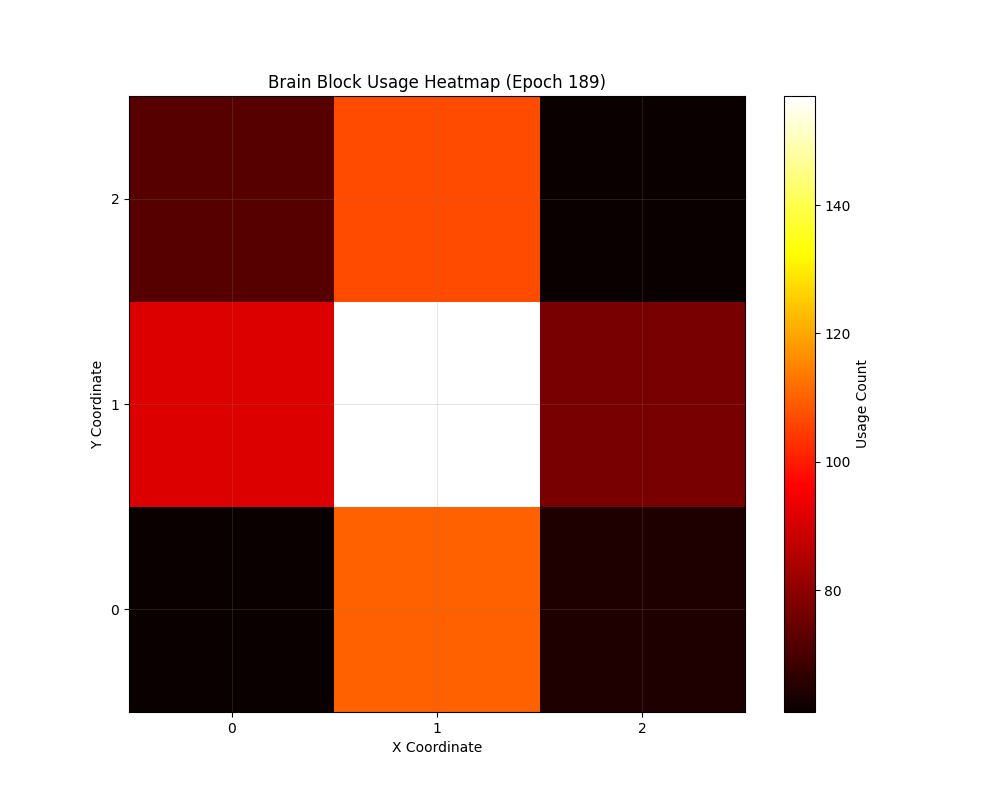 Brain Block Usage Heatmap (Epoch 189)
2
1
0
Y Coordinate
0
1
2
X Coordinate
140
120
100
80
Usage Count